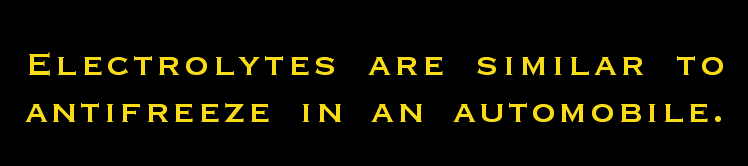 Electrolytes are similar to
antifreeze in an automobile.